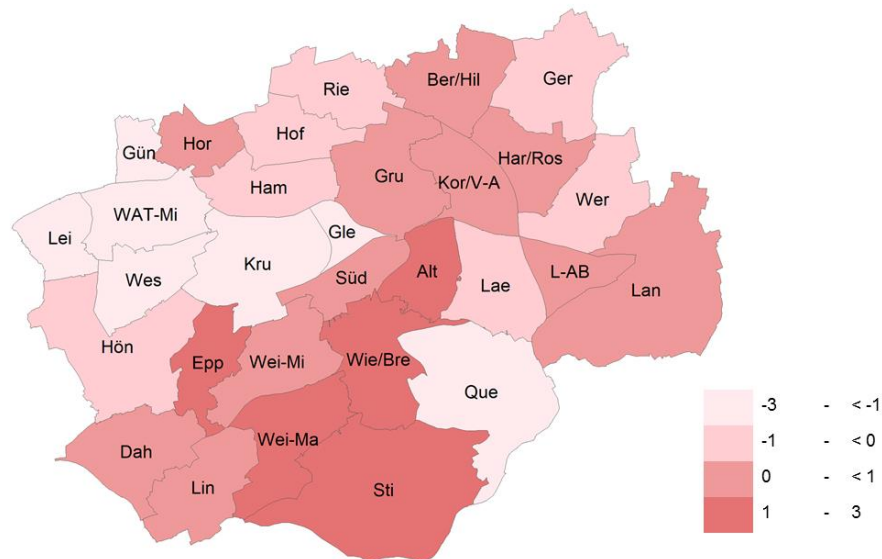 Rie
Ber/Hil
Ger
Gün
Hor
Hof
Har/Ros
Ham
Gru
Kor/V-A
Wer
WAT-Mi
Lei
Gle
Kru
Wes
Süd
Alt
Lae
L-AB
Lan
Hön
Epp
Wei-Mi
Wie/Bre
Que
Dah
Wei-Ma
Lin
Sti
-3 - < -1
-1 - < 0
0 - < 1
1 - 3